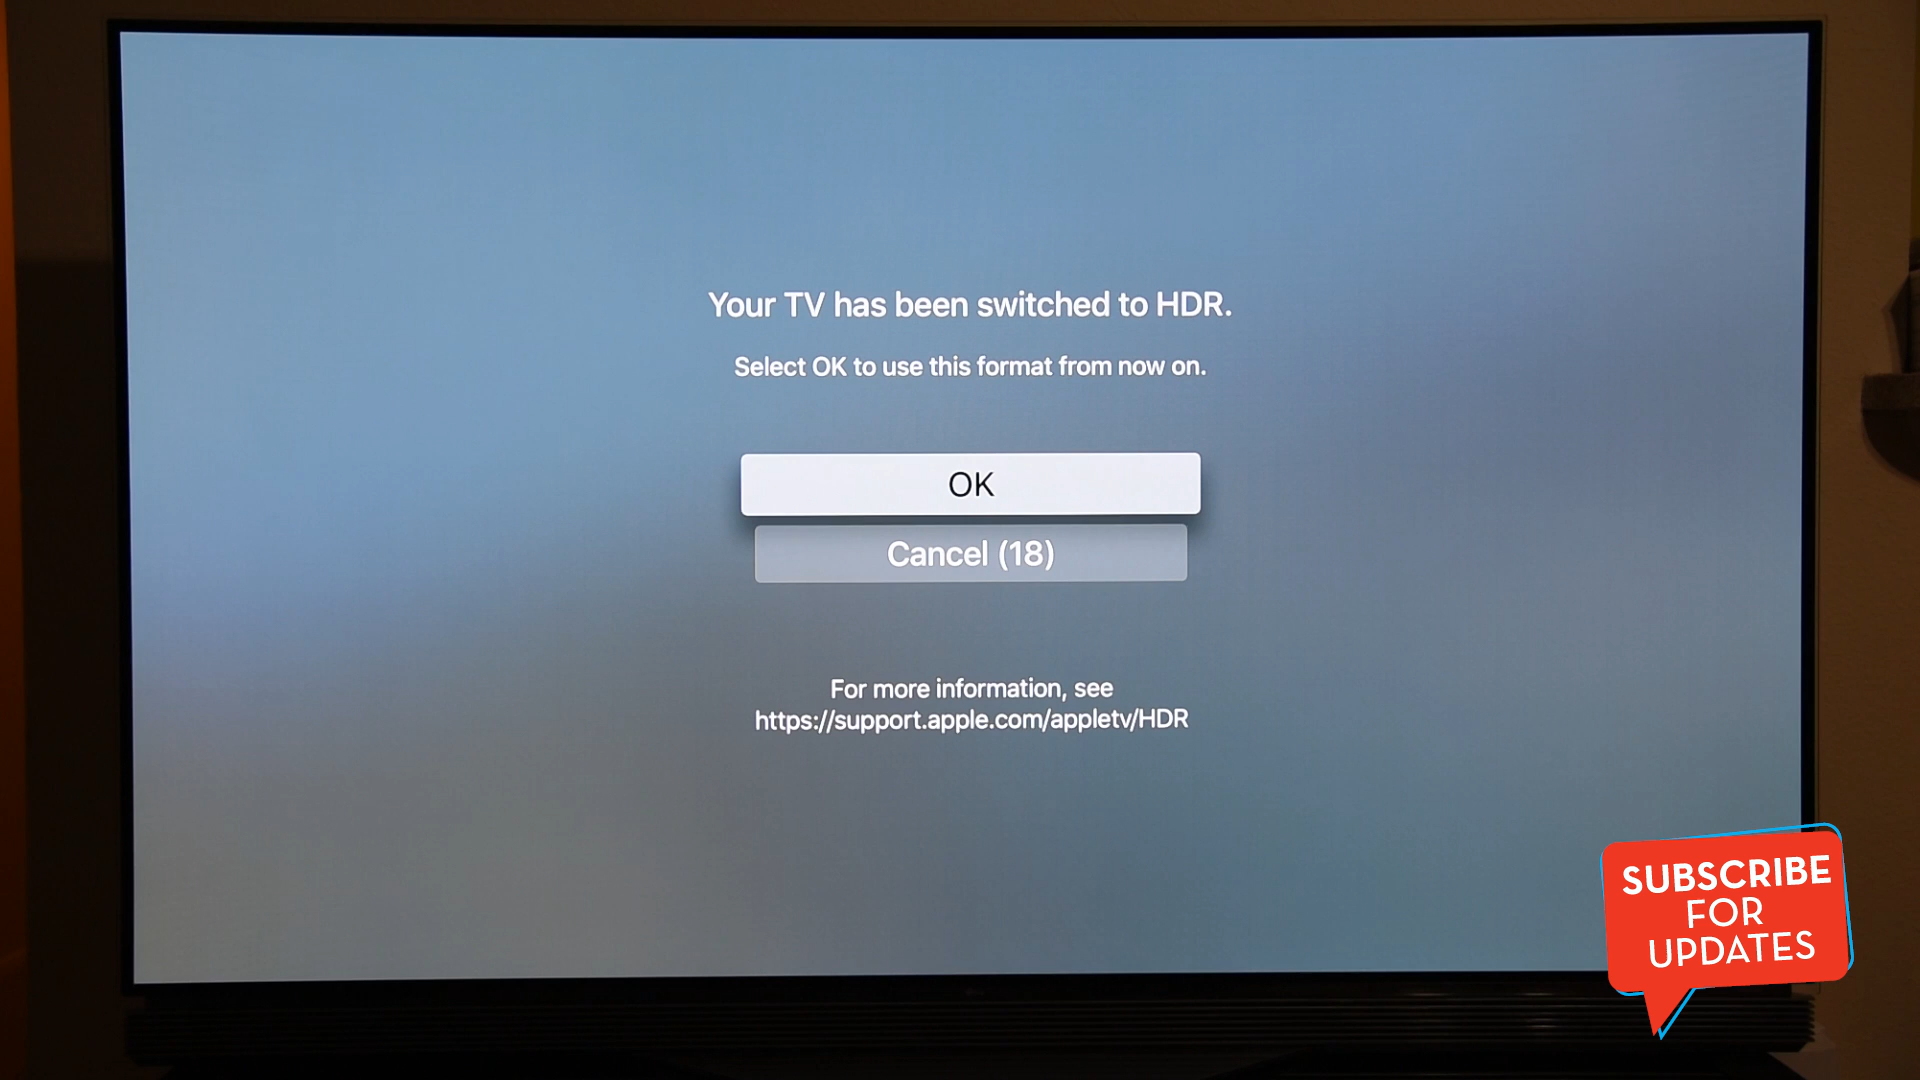 Your TV has been switched to HDR.
Select OK to use this format from now on.
OK
Cancel (18)
For more information, see
https://support.apple.com/appletv/HDR
SUBSCRIBE
FOR
UPDATES